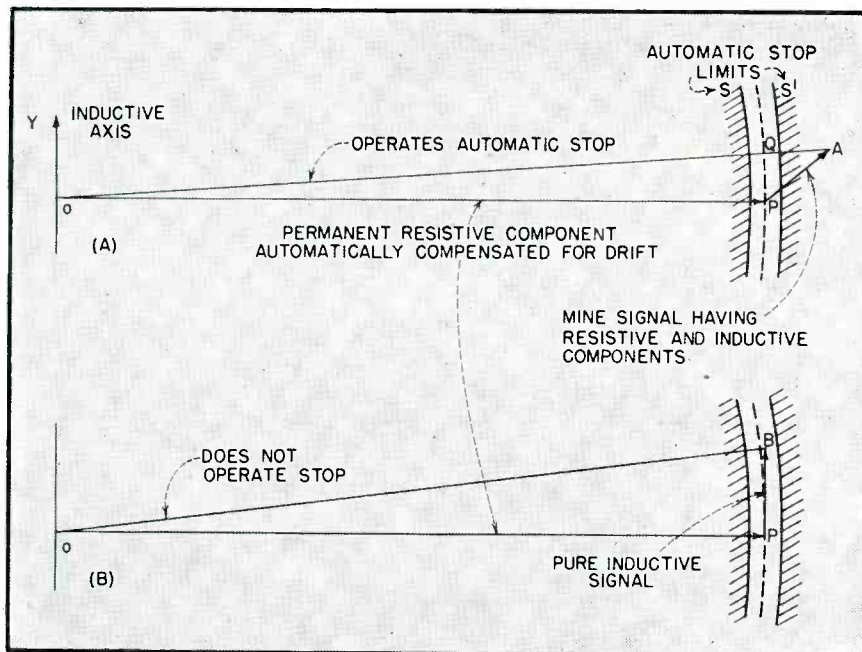 AUTOMATIC STOP
LIMITS
S
S'
Y
INDUCTIVE
AXIS
OPERATES AUTOMATIC STOP
Q
A
O
P
(A)
PERMANENT RESISTIVE COMPONENT
AUTOMATICALLY COMPENSATED FOR DRIFT
MINE SIGNAL HAVING
RESISTIVE AND INDUCTIVE
COMPONENTS
DOES NOT
OPERATE STOP
B
O
P
(B)
PURE INDUCTIVE
SIGNAL